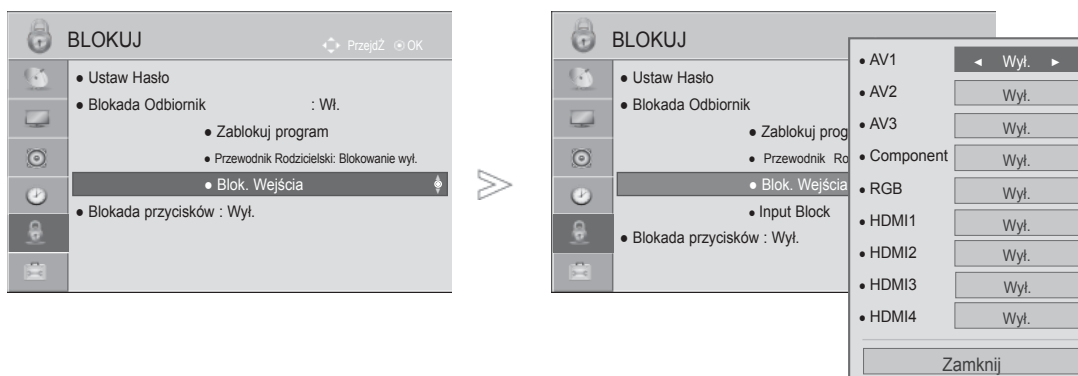 BLOKUJ
PrzejdŹ ⊙ OK
● Ustaw Hasło
● Blokada Odbiornik : Wł.
● Zablokuj program
● Przewodnik Rodzicielski: Blokowanie wył.
● Blok. Wejścia
● Blokada przycisków : Wył.
BLOKUJ
● Ustaw Hasło
● Blokada Odbiornik
● Zablokuj prog
● Przewodnik Ro
● Blok. Wejścia
● Input Block
● Blokada przycisków : Wył.
● AV1 ◄ Wył. ►
● AV2 Wył.
● AV3 Wył.
● Component Wył.
● RGB Wył.
● HDMI1 Wył.
● HDMI2 Wył.
● HDMI3 Wył.
● HDMI4 Wył.
Zamknij